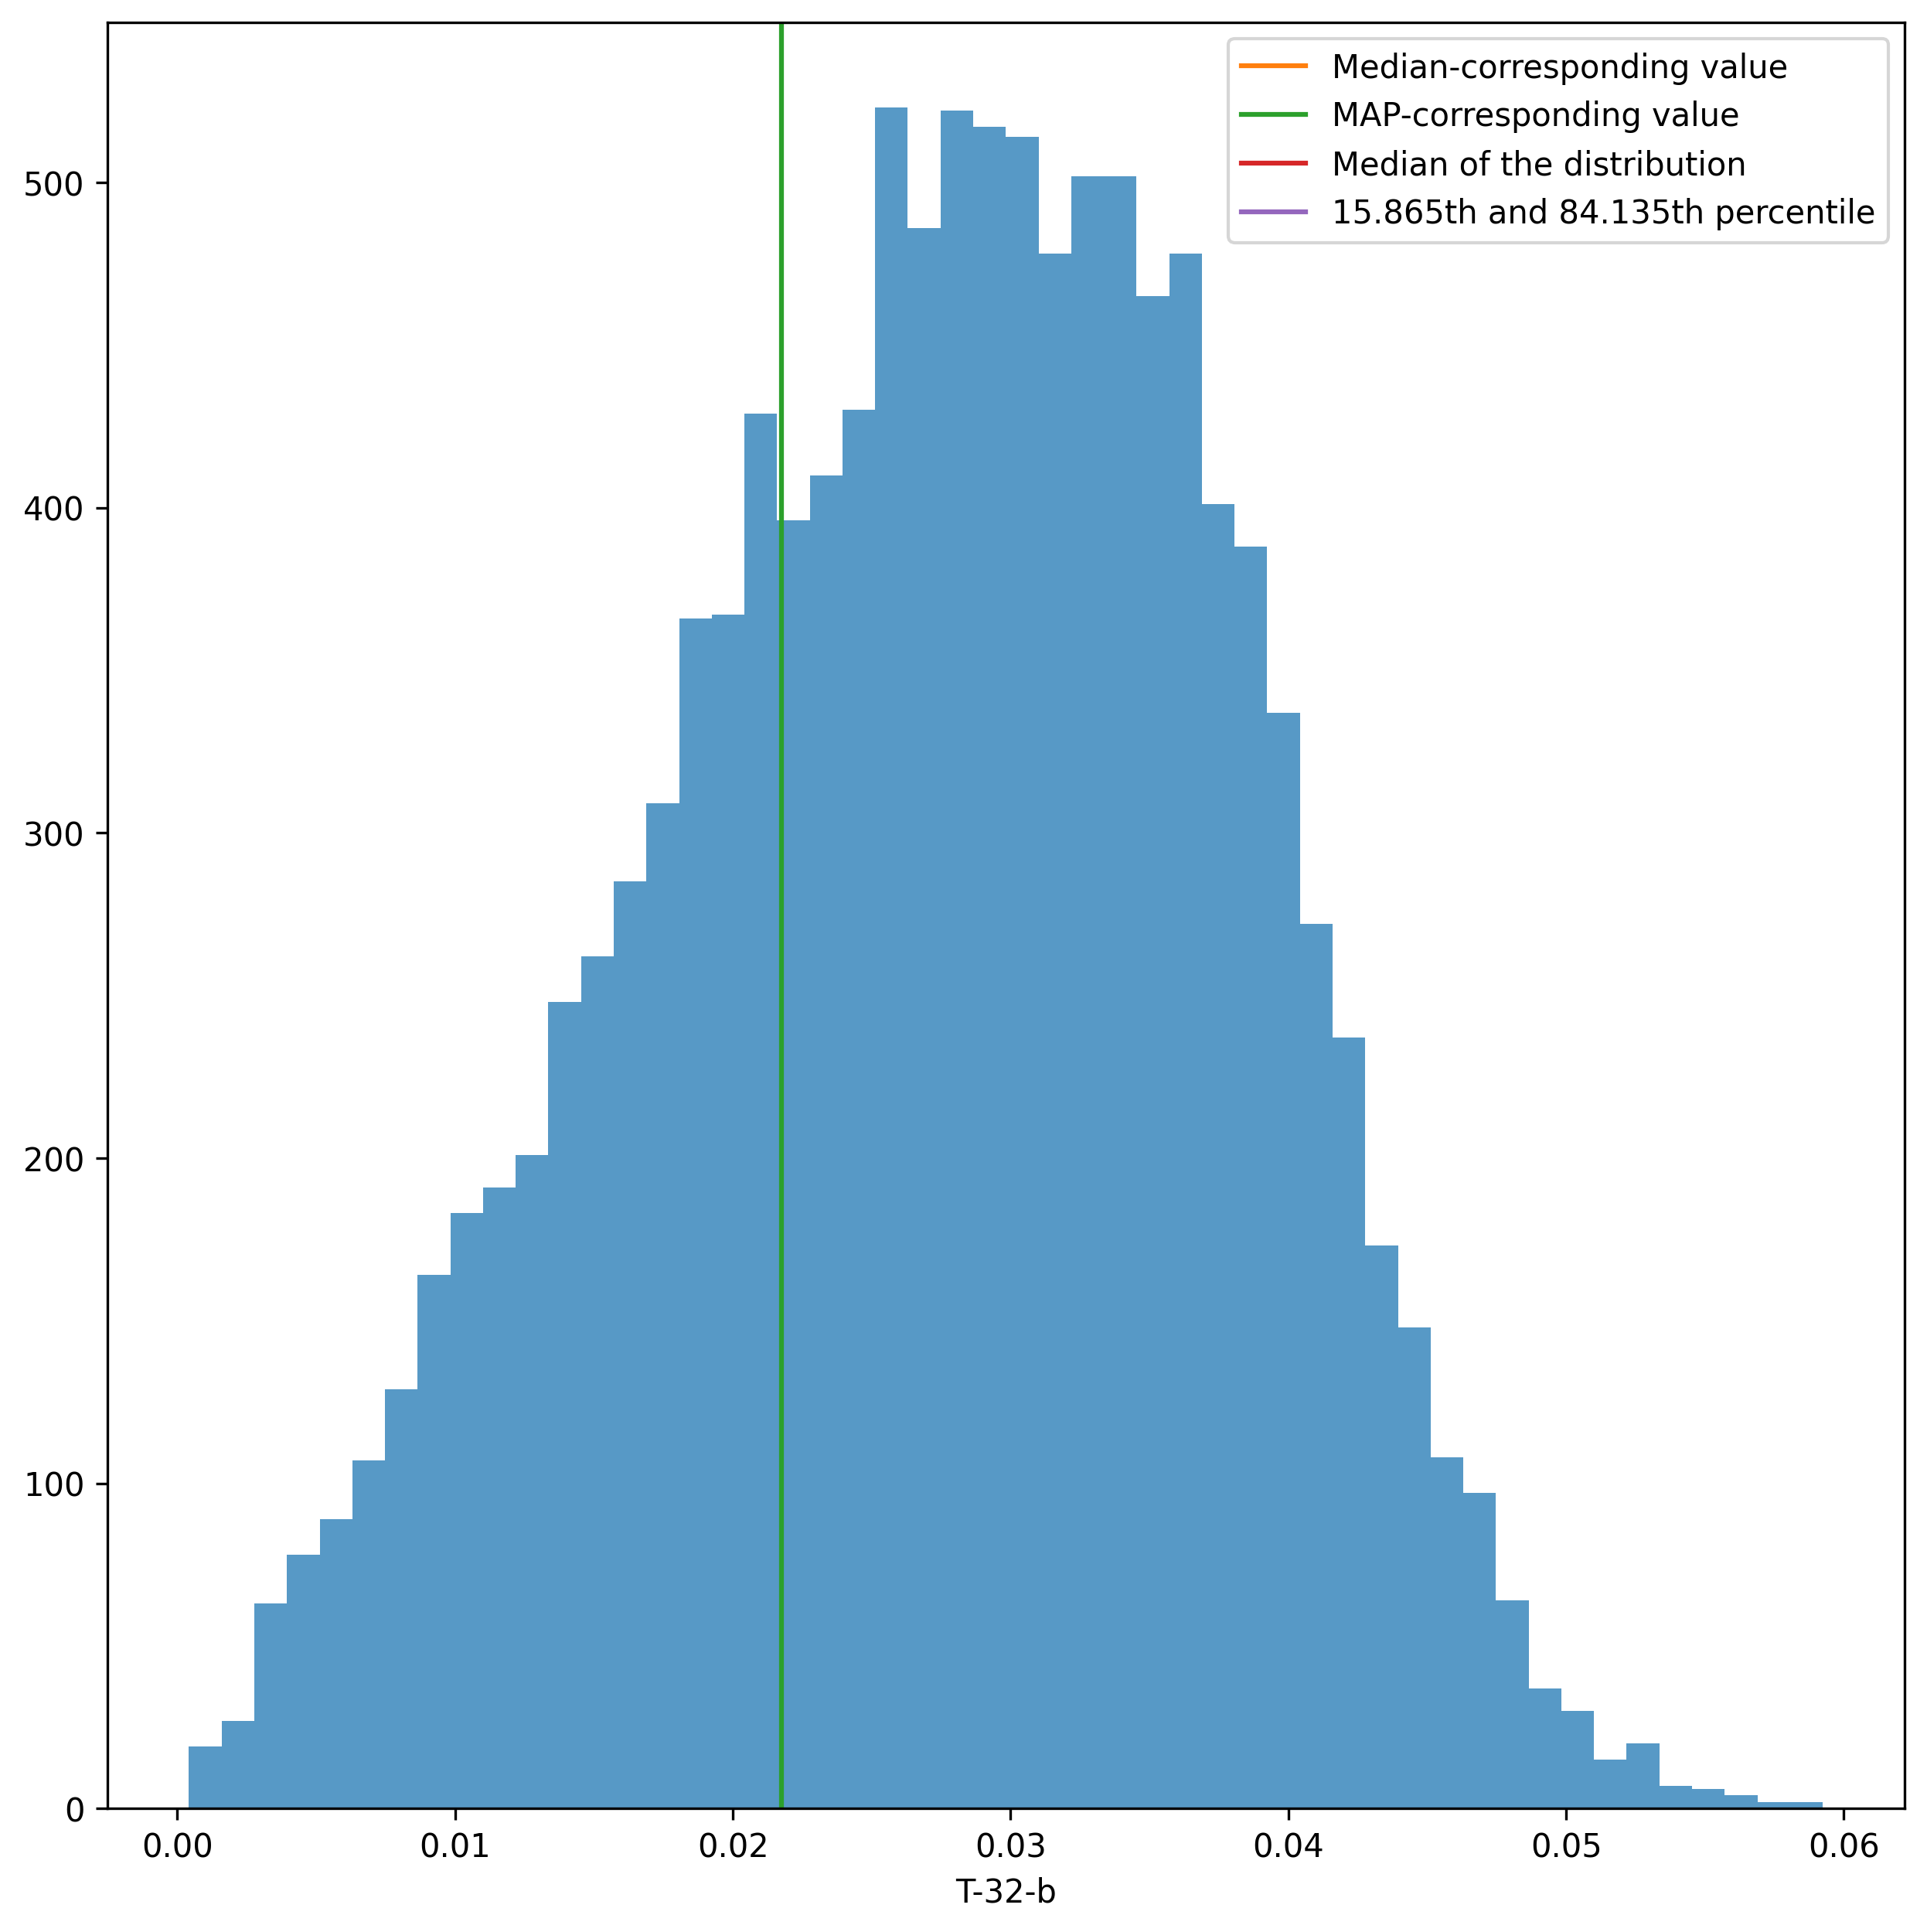 Median-corresponding value
MAP-corresponding value
Median of the distribution
15.865th and 84.135th percentile
500
400
300
200
100
0
0.00 0.01 0.02 0.03 0.04 0.05 0.06
T-32-b